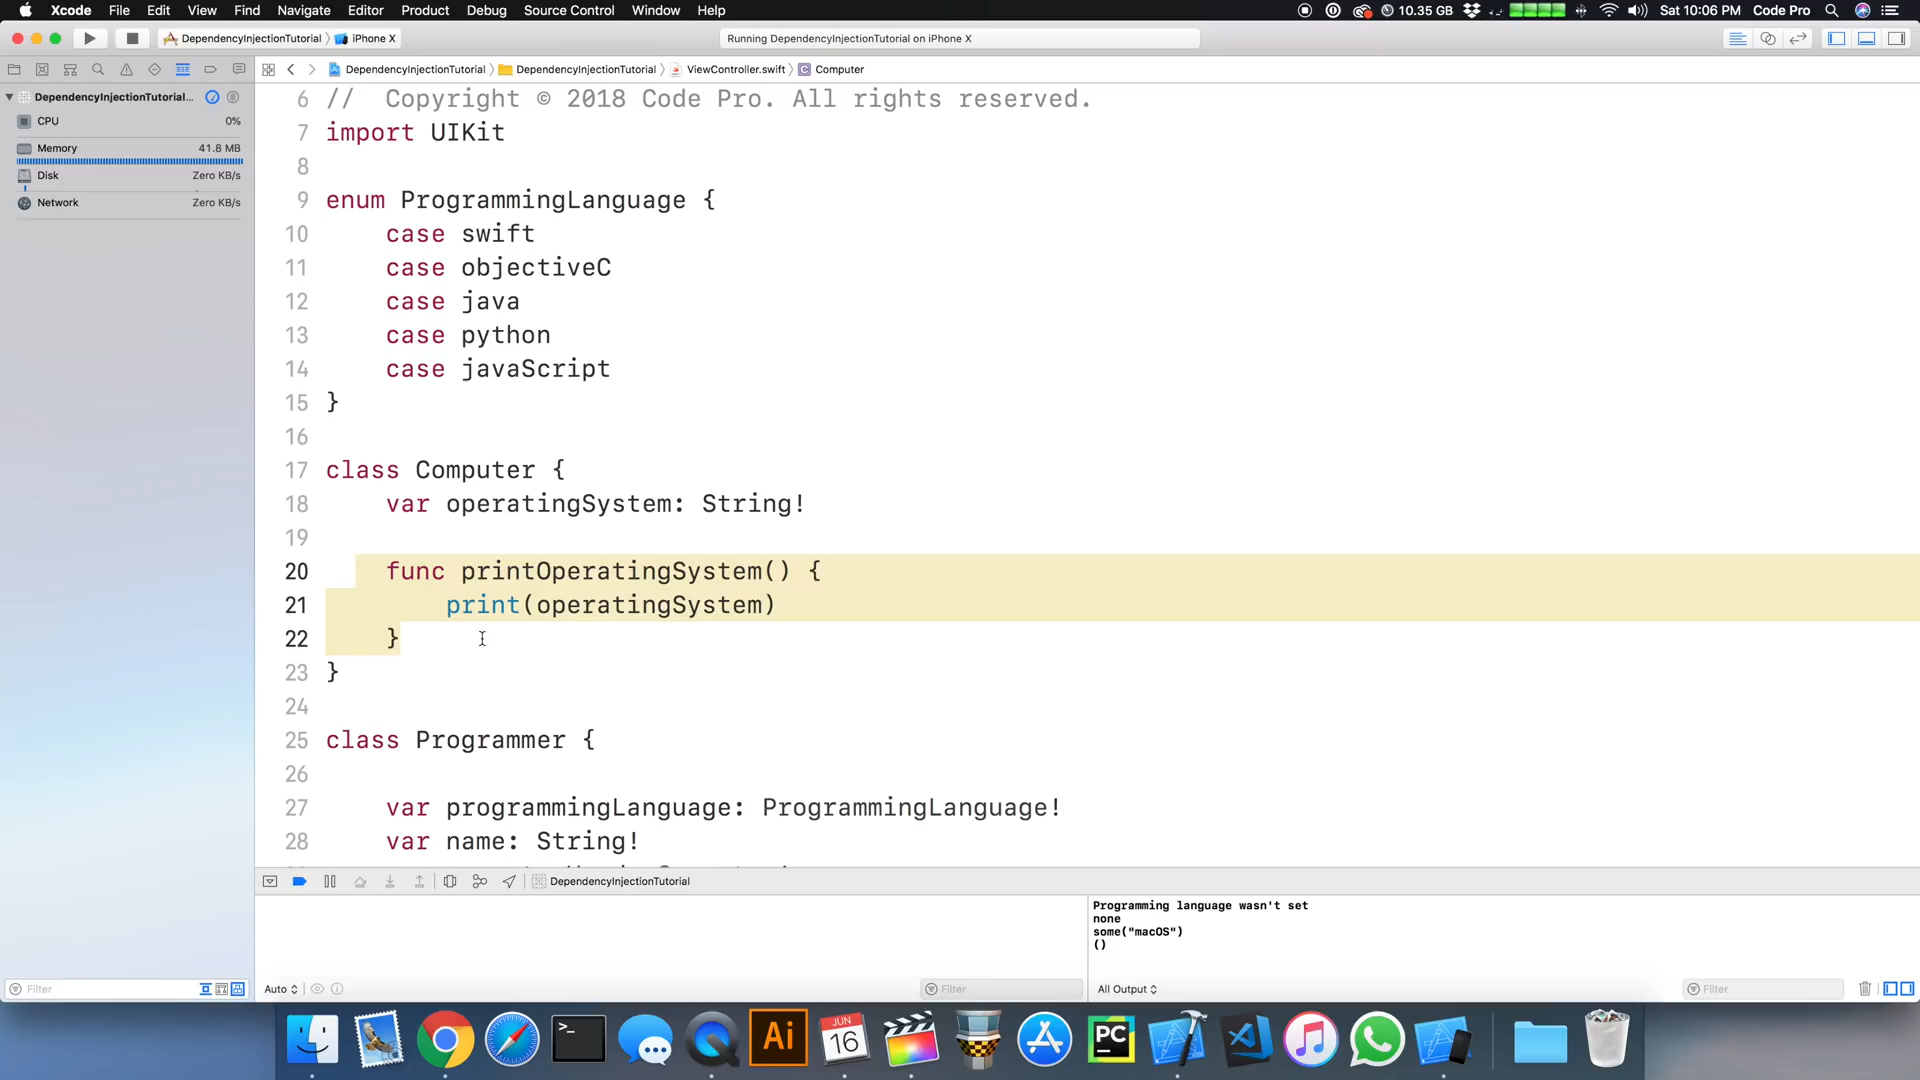 Xcode File Edit View Find Navigate Editor Product Debug Source Control Window Help 10.35 GB Sat 10:06 PM Code Pro
DependencyInjectionTutorial iPhone X Running DependencyInjectionTutorial on iPhone X
DependencyInjectionTutorial DependencyInjectionTutorial ViewController.swift C Computer
DependencyInjectionTutorial...
CPU 0%
Memory 41.8 MB
Disk Zero KB/s
Network Zero KB/s
6 // Copyright © 2018 Code Pro. All rights reserved.
7 import UIKit
8
9 enum ProgrammingLanguage {
10 case swift
11 case objectiveC
12 case java
13 case python
14 case javaScript
15 }
16
17 class Computer {
18 var operatingSystem: String!
19
20 func printOperatingSystem() {
21 print(operatingSystem)
22 }
23 }
24
25 class Programmer {
26
27 var programmingLanguage: ProgrammingLanguage!
28 var name: String!
DependencyInjectionTutorial
Programming language wasn't set
none
some("macOS")
()
Filter Auto Filter All Output Filter
Ai JUN 16 PC